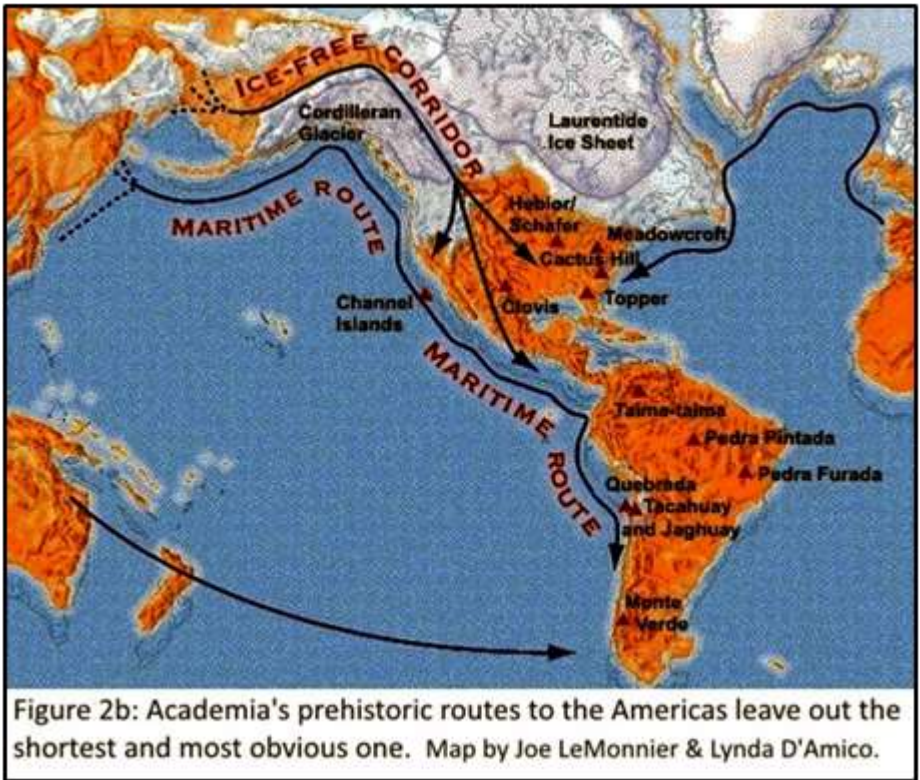 ICE-FREE CORRIDOR
Cordilleran
Glacier
Laurentide
Ice Sheet
MARITIME ROUTE
Hebior/
Schafer
Meadowcroft
Cactus Hill
Clovis
Topper
Channel
Islands
MARITIME ROUTE
Taima-taima
Pedra Pintada
Pedra Furada
Quebrada
Tacahuay
and Jaghuay
Monte
Verde
Figure 2b: Academia's prehistoric routes to the Americas leave out the
shortest and most obvious one. Map by Joe LeMonnier & Lynda D'Amico.